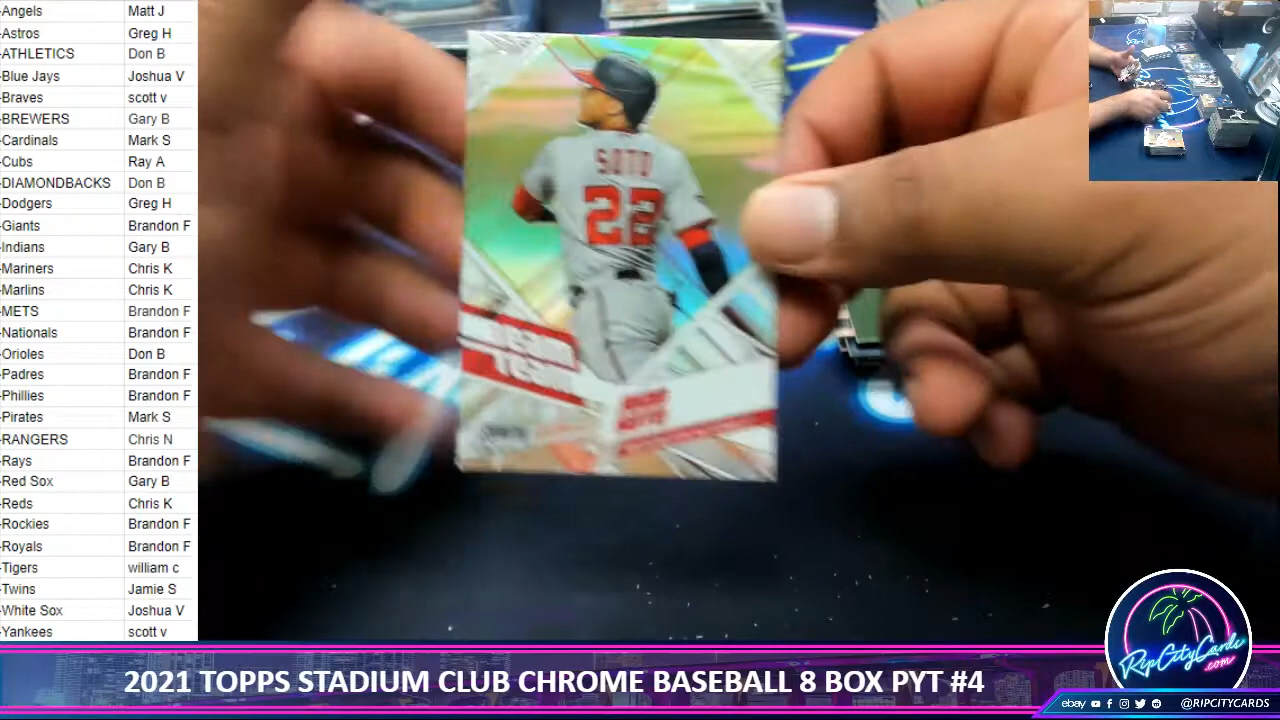 -Angels Matt J
-Astros Greg H
-ATHLETICS Don B
-Blue Jays Joshua V
-Braves scott v
-BREWERS Gary B
-Cardinals Mark S
-Cubs Ray A
-DIAMONDBACKS Don B
-Dodgers Greg H
-Giants Brandon F
-Indians Gary B
-Mariners Chris K
-Marlins Chris K
-METS Brandon F
-Nationals Brandon F
-Orioles Don B
-Padres Brandon F
-Phillies Brandon F
-Pirates Mark S
-RANGERS Chris N
-Rays Brandon F
-Red Sox Gary B
-Reds Chris K
-Rockies Brandon F
-Royals Brandon F
-Tigers william c
-Twins Jamie S
-White Sox Joshua V
-Yankees scott v
SOTO
22
TEAM
RipCityCards
.com
2021 TOPPS STADIUM CLUB CHROME BASEBALL 8 BOX PYT #4
ebay @RIPCITYCARDS